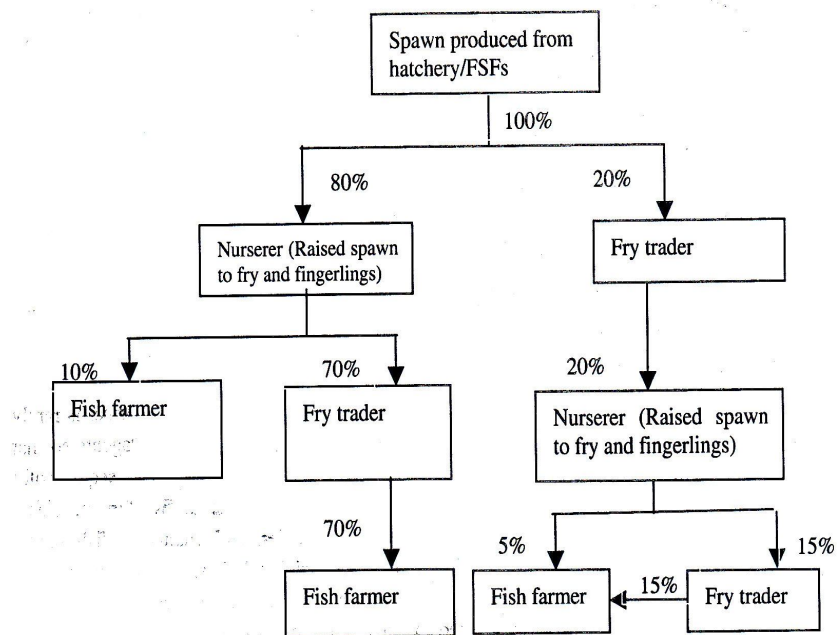 Spawn produced from
hatchery/FSFs
100%
80%
20%
Nurserer (Raised spawn
to fry and fingerlings)
Fry trader
10%
70%
20%
Fish farmer
Fry trader
Nurserer (Raised spawn
to fry and fingerlings)
70%
5%
15%
Fish farmer
Fish farmer
15%
Fry trader